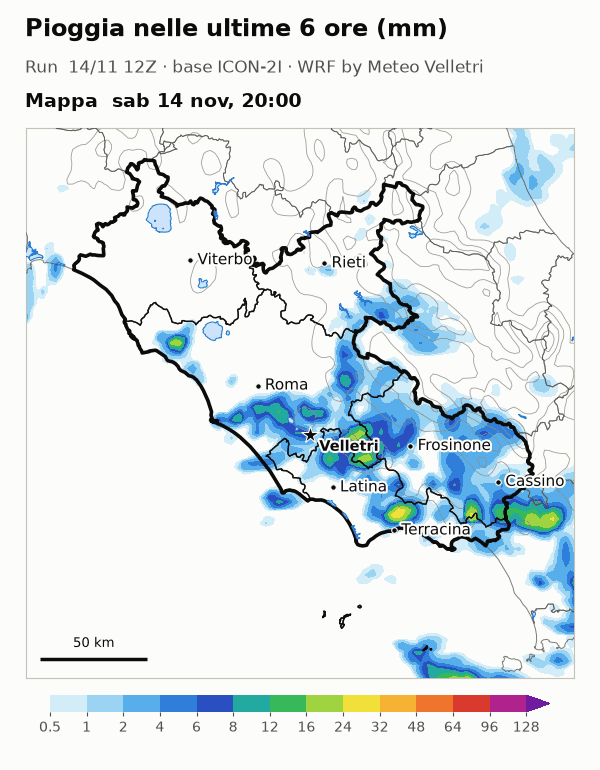 Pioggia nelle ultime 6 ore (mm)
Run  14/11 12Z · base ICON-2I · WRF by Meteo Velletri
Mappa  sab 14 nov, 20:00
Viterbo
Rieti
Roma
Velletri
Frosinone
Cassino
Latina
Terracina
50 km
0.5 1 2 4 6 8 12 16 24 32 48 64 96 128